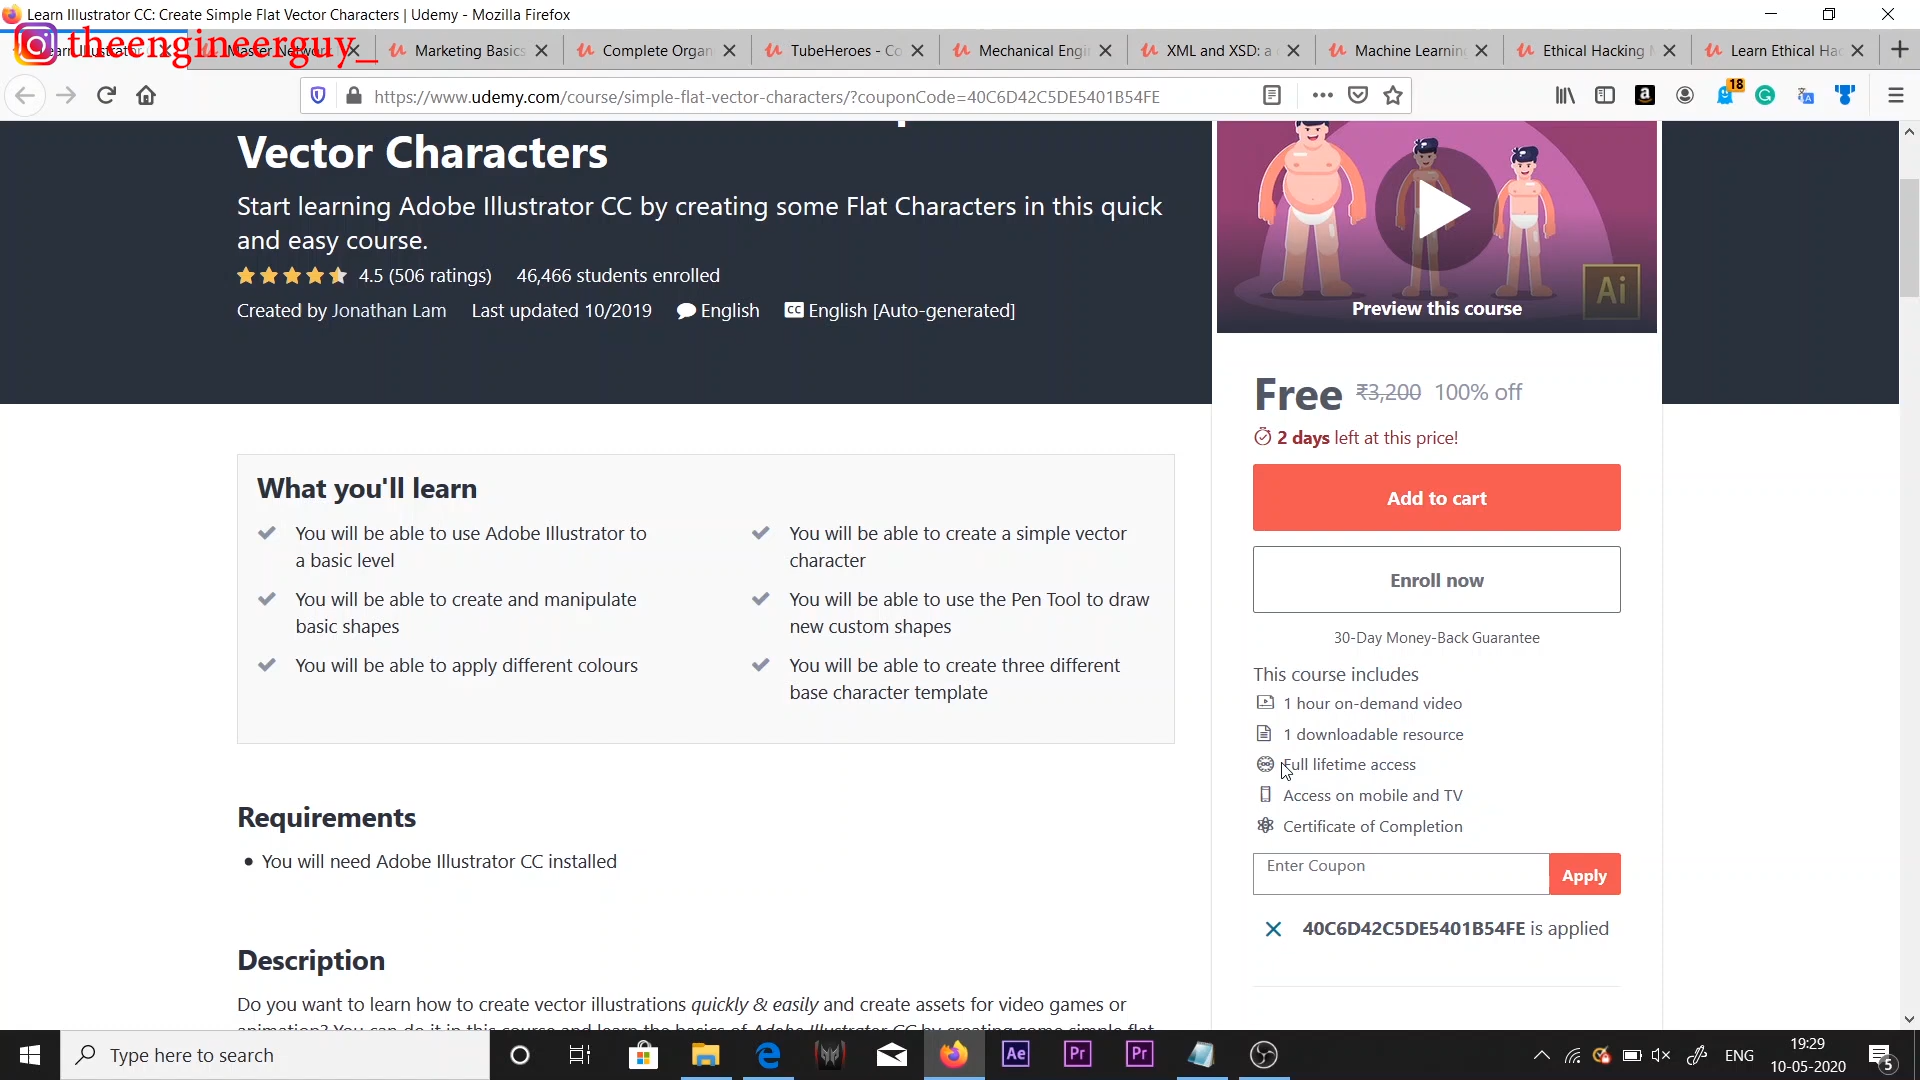 Learn Illustrator CC: Create Simple Flat Vector Characters | Udemy - Mozilla Firefox
theengineerguy_
Marketing Basics
Complete Organ
TubeHeroes - Co
Mechanical Engi
XML and XSD: a
Machine Learning
Ethical Hacking
Learn Ethical Hac
https://www.udemy.com/course/simple-flat-vector-characters/?couponCode=40C6D42C5DE5401B54FE
18
Vector Characters
Start learning Adobe Illustrator CC by creating some Flat Characters in this quick
and easy course.
4.5 (506 ratings) 46,466 students enrolled
Created by Jonathan Lam Last updated 10/2019 English CC English [Auto-generated]
Ai
Preview this course
Free ₹3,200 100% off
2 days left at this price!
Add to cart
Enroll now
30-Day Money-Back Guarantee
This course includes
1 hour on-demand video
1 downloadable resource
Full lifetime access
Access on mobile and TV
Certificate of Completion
Enter Coupon
Apply
40C6D42C5DE5401B54FE is applied
What you'll learn
You will be able to use Adobe Illustrator to
a basic level
You will be able to create and manipulate
basic shapes
You will be able to apply different colours
You will be able to create a simple vector
character
You will be able to use the Pen Tool to draw
new custom shapes
You will be able to create three different
base character template
Requirements
You will need Adobe Illustrator CC installed
Description
Do you want to learn how to create vector illustrations quickly & easily and create assets for video games or
Type here to search
Ae
Pr
Pr
ENG
19:29
10-05-2020
5